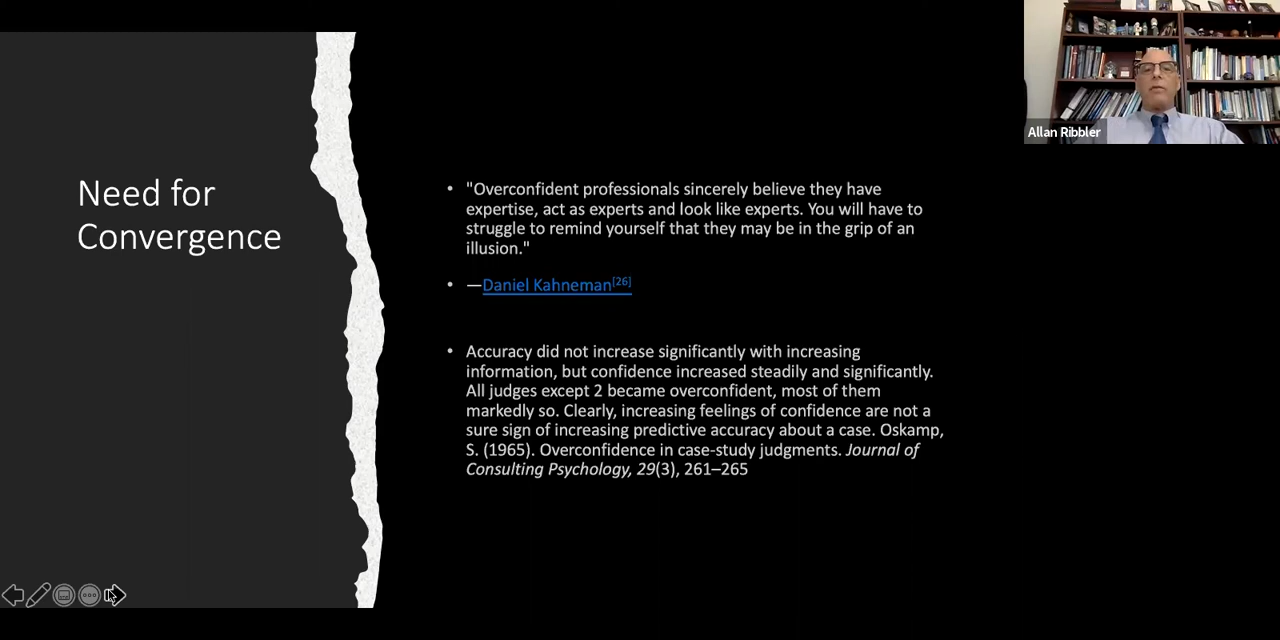 Need for
Convergence
"Overconfident professionals sincerely believe they have
expertise, act as experts and look like experts. You will have to
struggle to remind yourself that they may be in the grip of an
illusion."
—Daniel Kahneman[26]
Accuracy did not increase significantly with increasing
information, but confidence increased steadily and significantly.
All judges except 2 became overconfident, most of them
markedly so. Clearly, increasing feelings of confidence are not a
sure sign of increasing predictive accuracy about a case. Oskamp,
S. (1965). Overconfidence in case-study judgments. Journal of
Consulting Psychology, 29(3), 261–265
Allan Ribbler